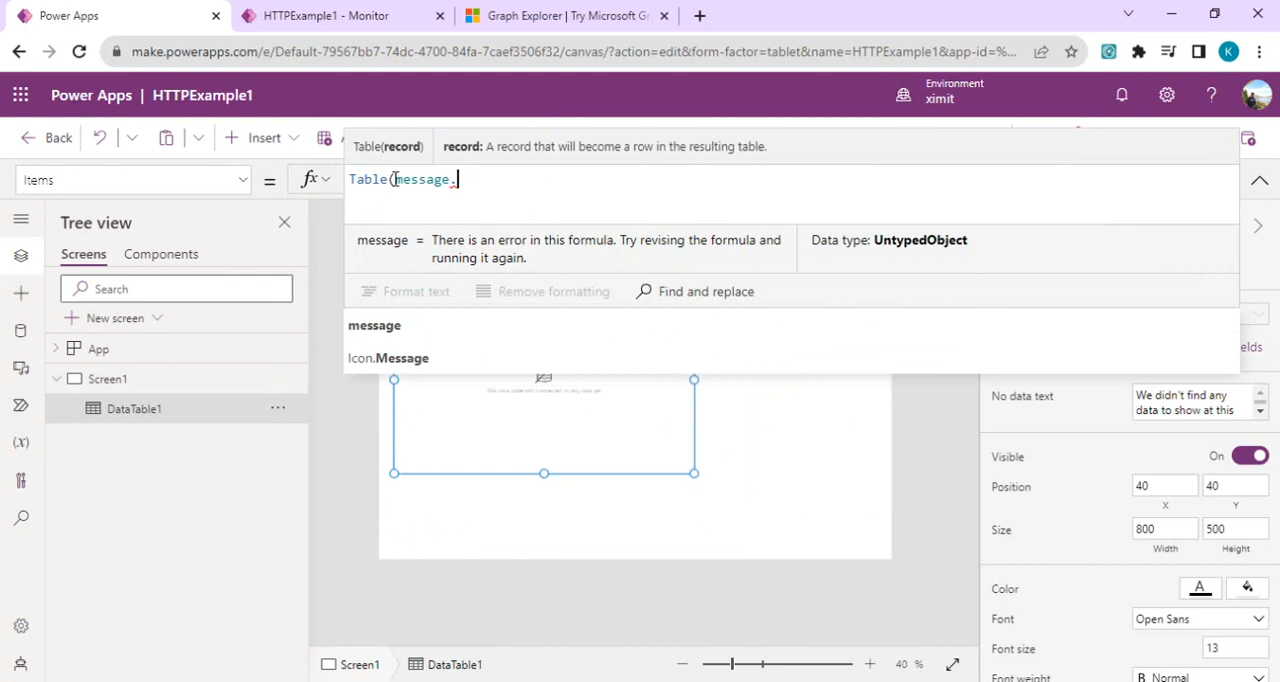 Power Apps
HTTPExample1 - Monitor
Graph Explorer | Try Microsoft Gr
make.powerapps.com/e/Default-79567bb7-74dc-4700-84fa-7caef3506f32/canvas/?action=edit&form-factor=tablet&name=HTTPExample1&app-id=%...
K
Power Apps | HTTPExample1
Environment
ximit
Back
Insert
Table(record)
record: A record that will become a row in the resulting table.
Items
=
fx
Table(message.
message = There is an error in this formula. Try revising the formula and running it again.
Data type: UntypedObject
Format text
Remove formatting
Find and replace
message
Icon.Message
Tree view
Screens
Components
Search
New screen
App
Screen1
DataTable1
...
elds
No data text
We didn't find any
data to show at this
Visible
On
Position
40
40
X
Y
Size
800
500
Width
Height
Color
Font
Open Sans
Font size
13
Font weight
B Normal
Screen1
DataTable1
40 %